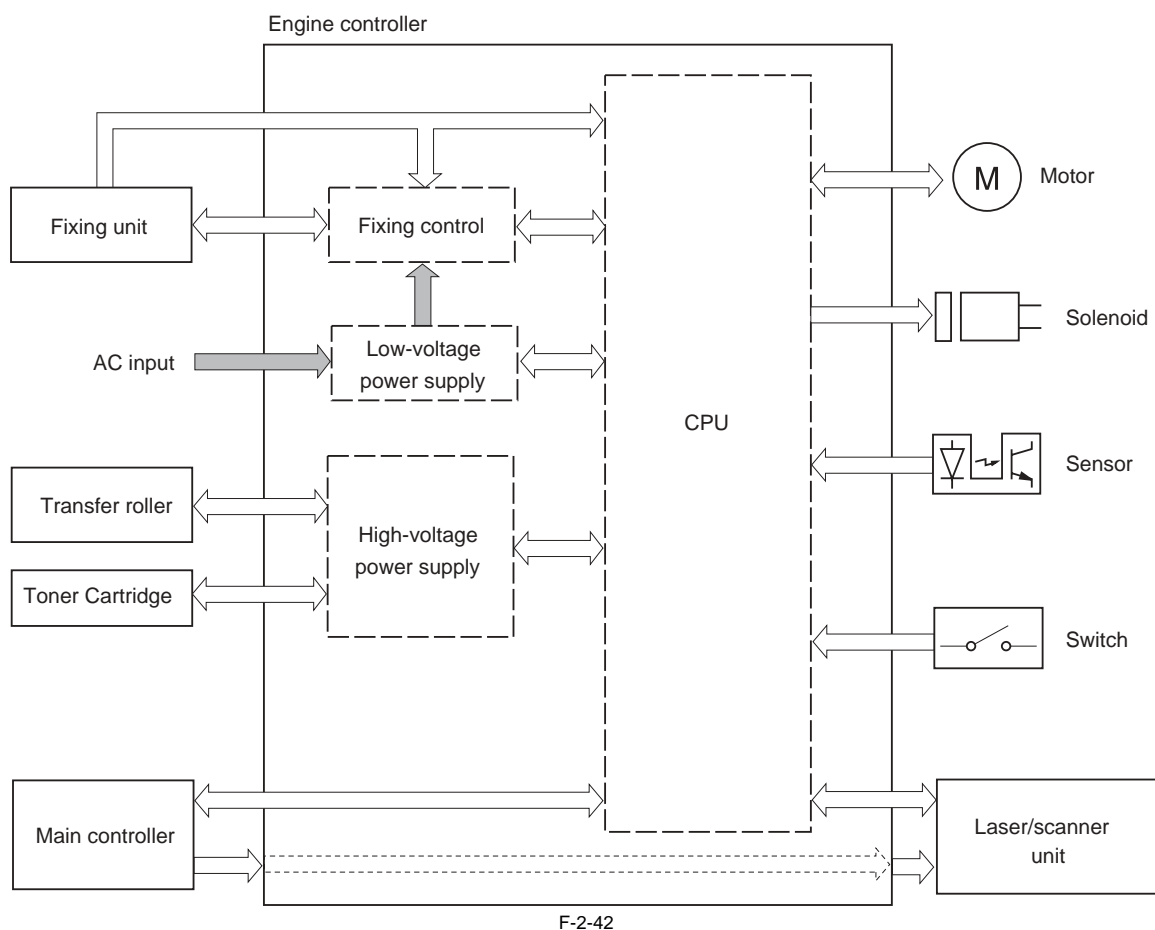 Engine controller
Fixing unit
Fixing control
M
Motor
Solenoid
AC input
Low-voltage
power supply
CPU
Sensor
Transfer roller
High-voltage
power supply
Toner Cartridge
Switch
Main controller
Laser/scanner
unit
F-2-42